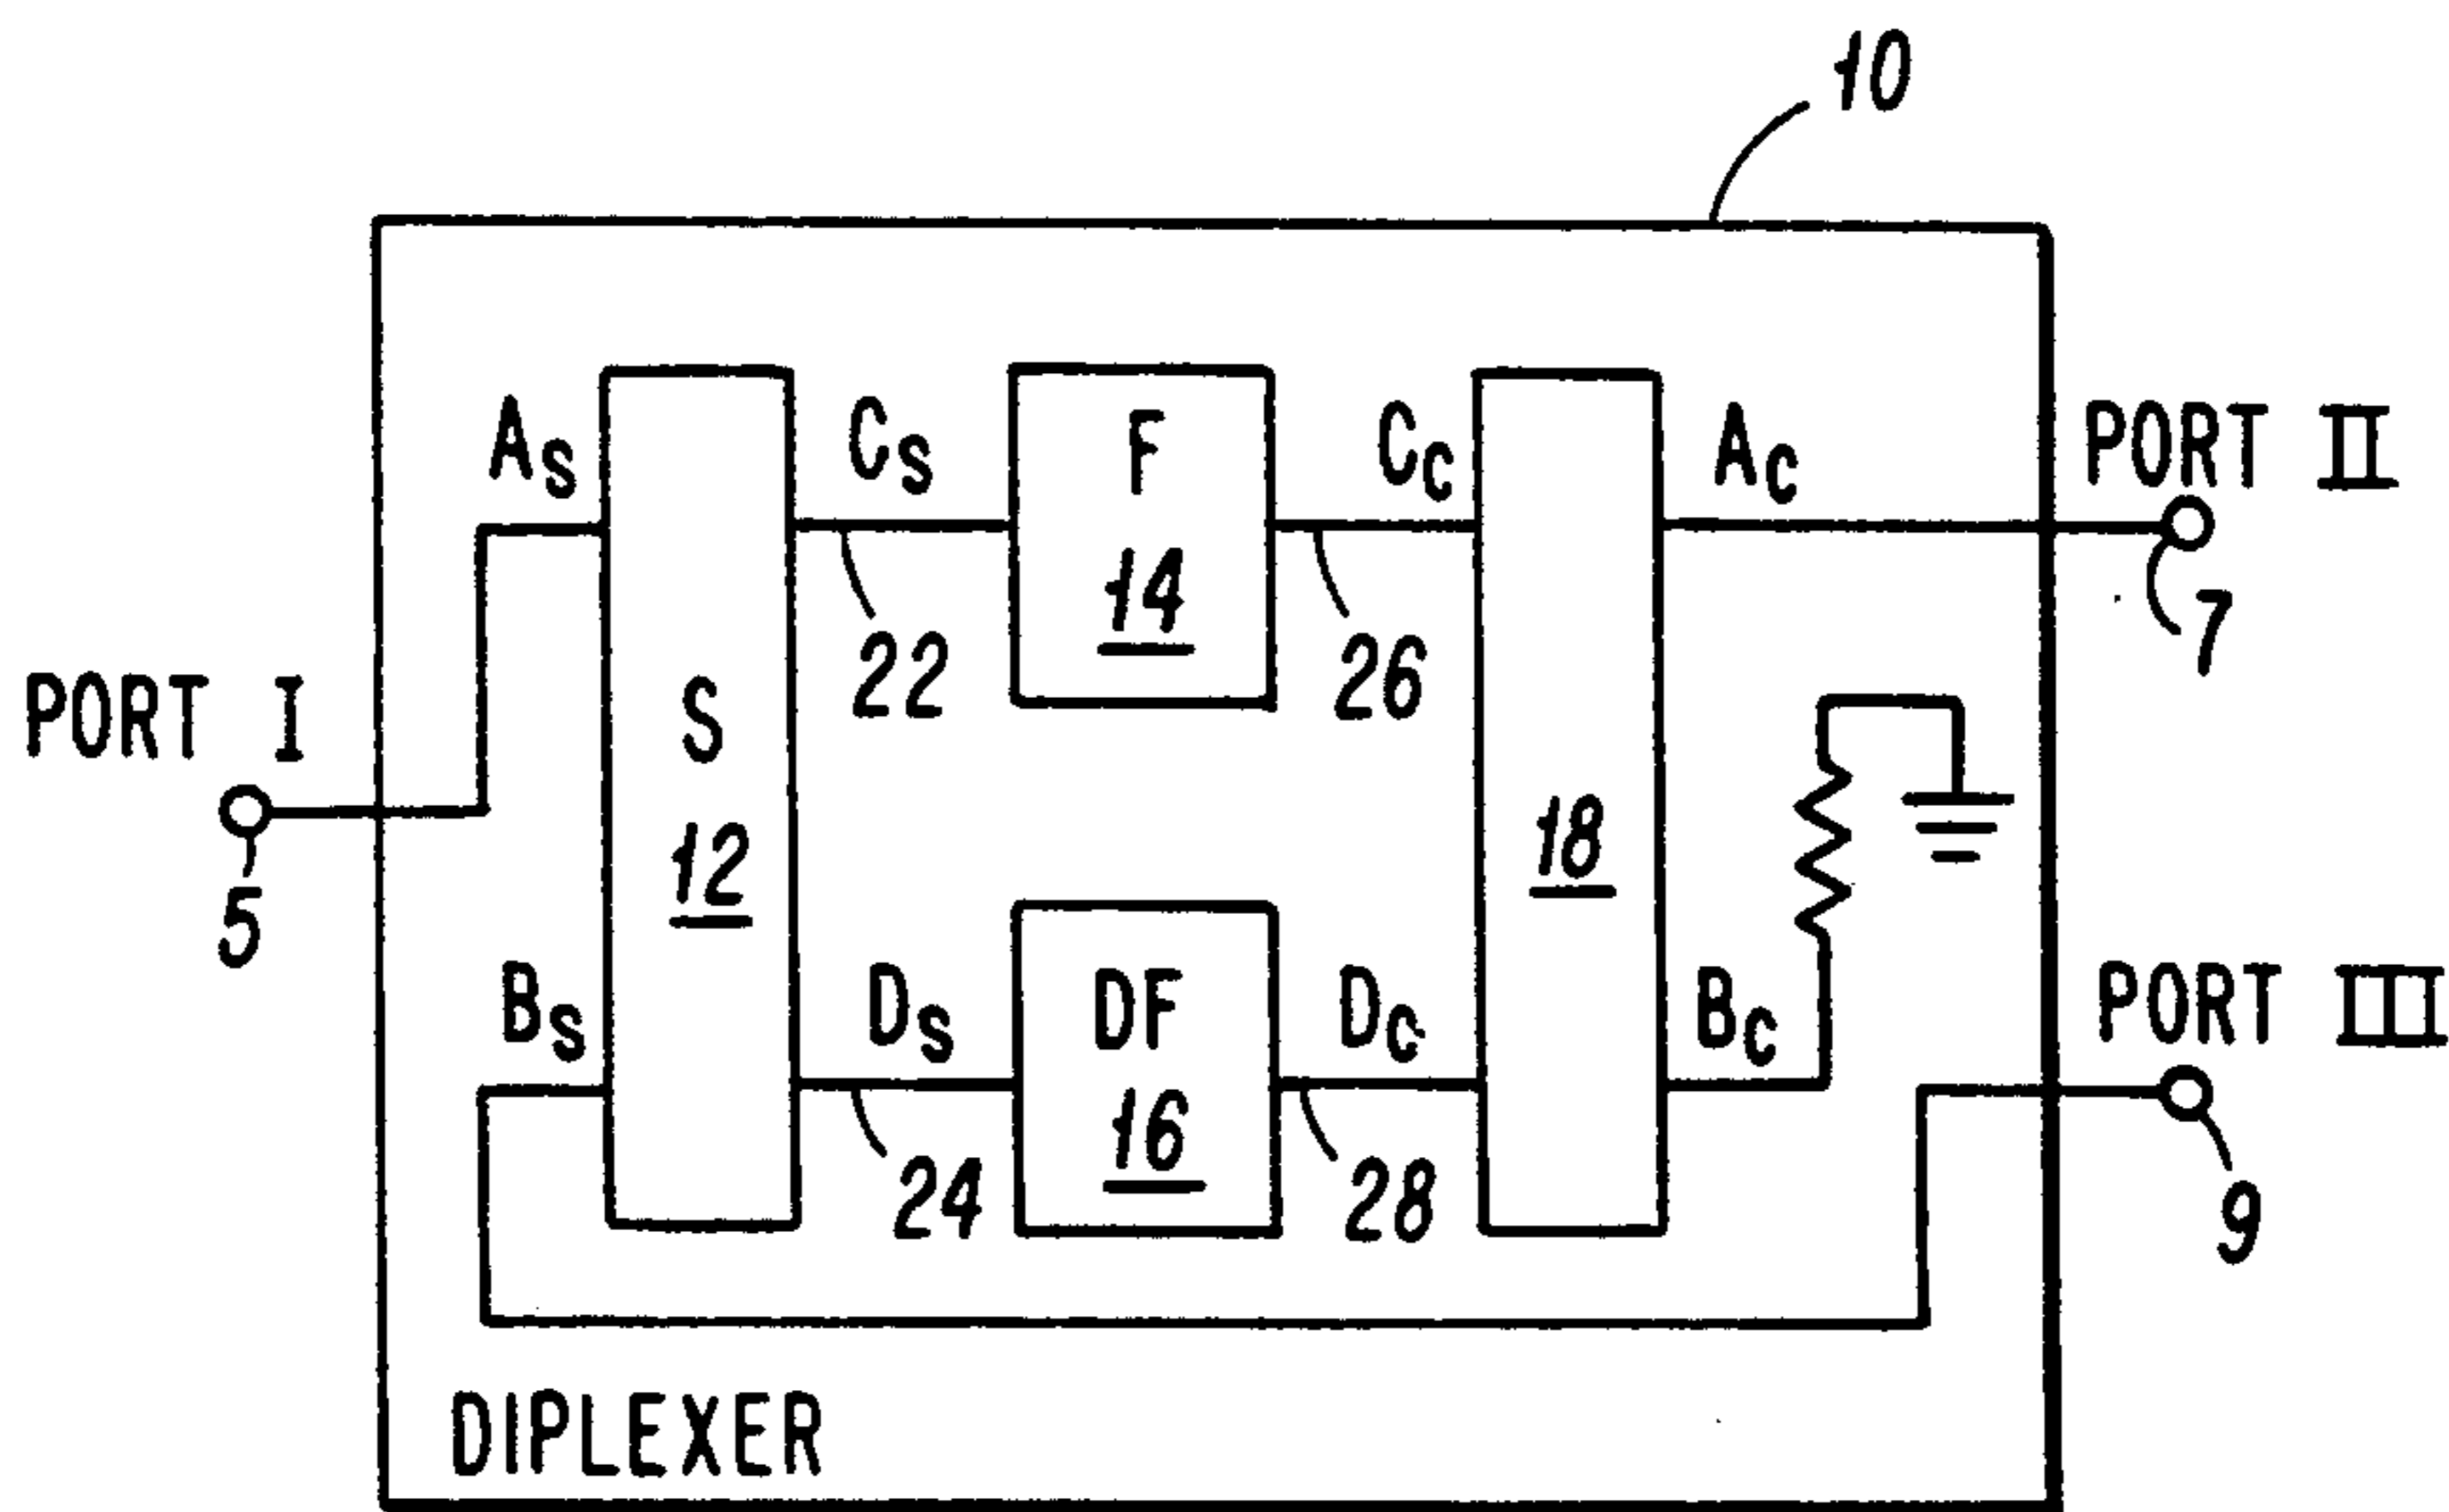 10
As
Cs
F
14
Cc
Ac
PORT II
7
22
26
PORT I
5
S
12
18
Bs
Ds
DF
16
Dc
Bc
PORT III
24
28
9
DIPLEXER